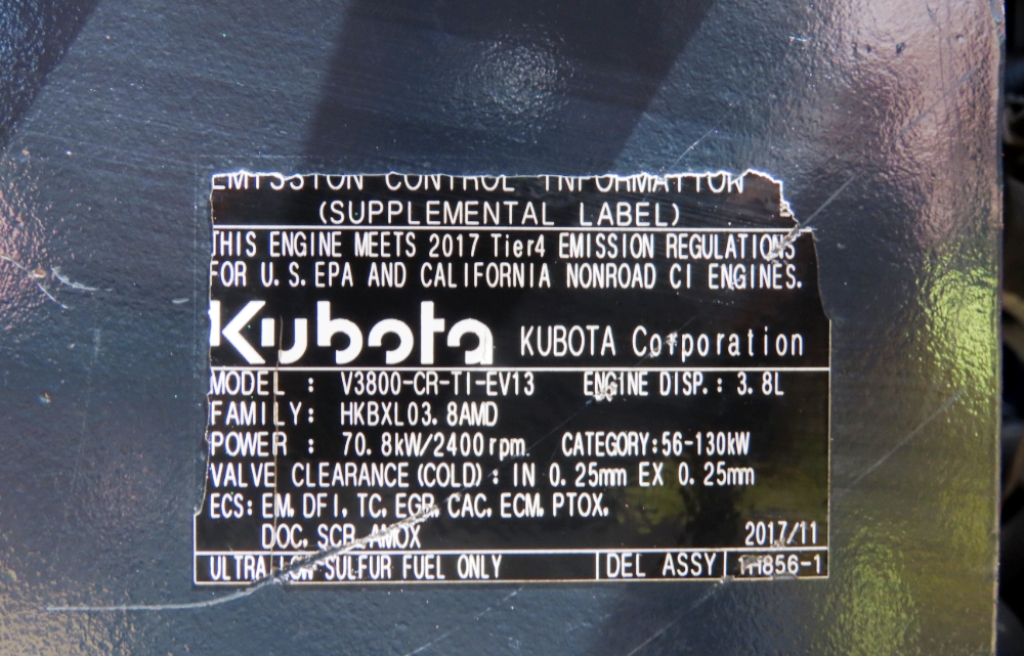 EMISSION CONTROL INFORMATION
(SUPPLEMENTAL LABEL)
THIS ENGINE MEETS 2017 Tier4 EMISSION REGULATIONS
FOR U.S.EPA AND CALIFORNIA NONROAD CI ENGINES.
Kubota KUBOTA Corporation
MODEL : V3800-CR-TI-EV13 ENGINE DISP.: 3.8L
FAMILY: HKBXL03.8AMD
POWER : 70.8kW/2400rpm CATEGORY:56-130kW
VALVE CLEARANCE(COLD): IN 0.25mm EX 0.25mm
ECS: EM, DFI, TC, EGR, CAC, ECM, PTOX,
DOC, SCR, AMOX 2017/11
ULTRA LOW SULFUR FUEL ONLY DEL ASSY